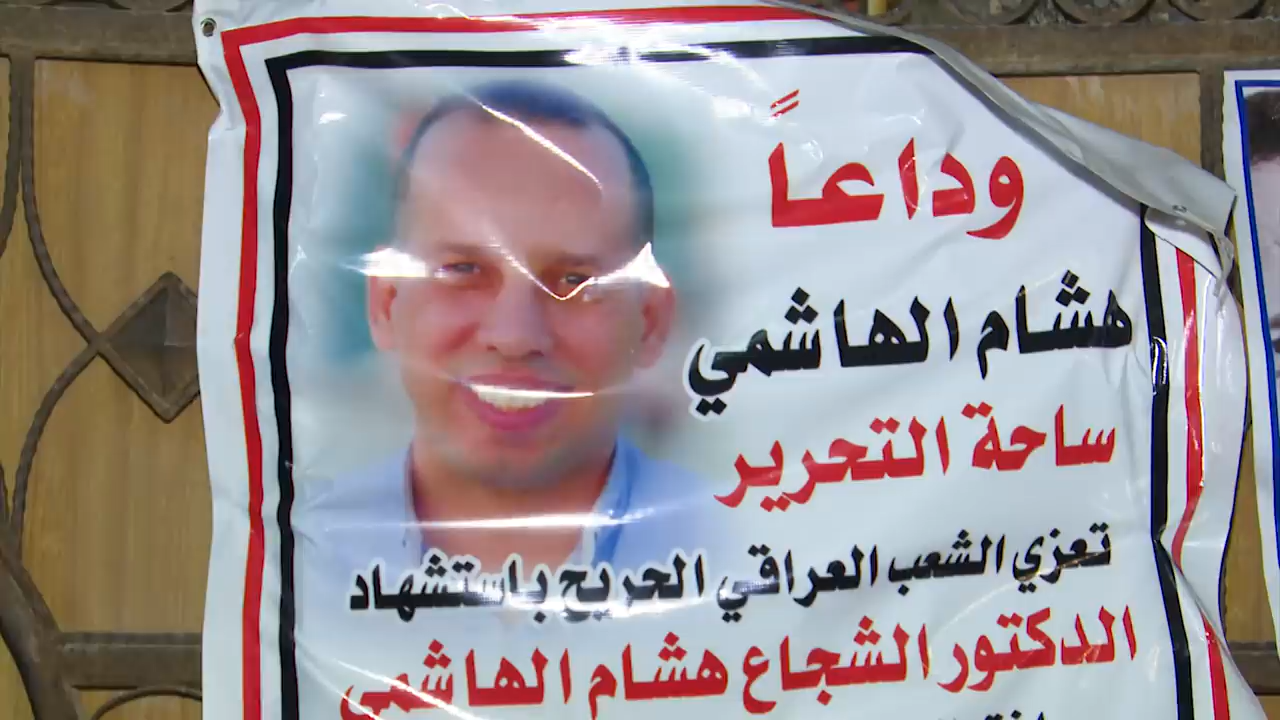 وداعاً
هشام الهاشمي
ساحة التحرير
تعزي الشعب العراقي الجريح باستشهاد
الدكتور الشجاع هشام الهاشمي